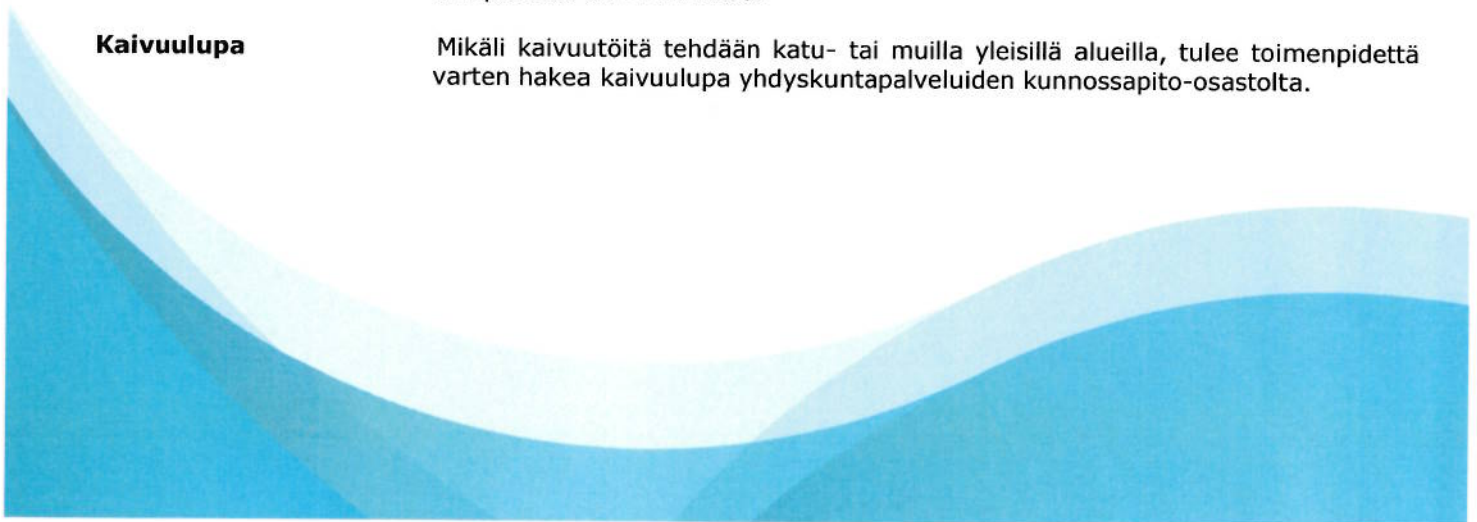 Kaivuulupa
Mikäli kaivuutöitä tehdään katu- tai muilla yleisillä alueilla, tulee toimenpidettä
varten hakea kaivuulupa yhdyskuntapalveluiden kunnossapito-osastolta.